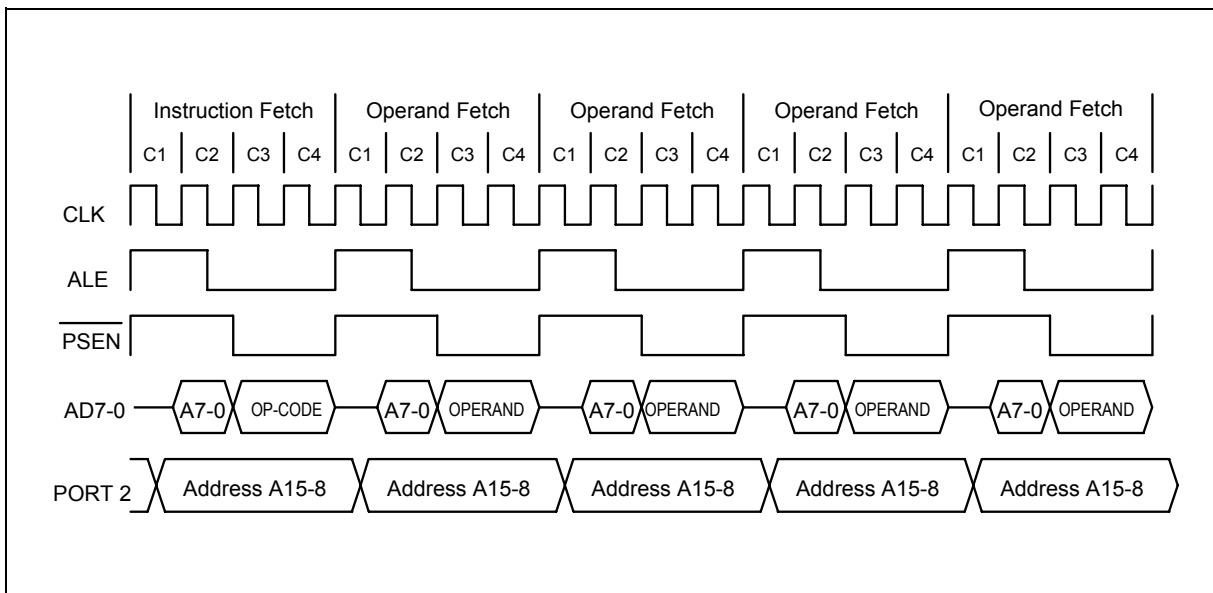 Instruction Fetch Operand Fetch Operand Fetch Operand Fetch Operand Fetch
C1 C2 C3 C4 C1 C2 C3 C4 C1 C2 C3 C4 C1 C2 C3 C4 C1 C2 C3 C4
CLK
ALE
PSEN
AD7-0 A7-0 OP-CODE A7-0 OPERAND A7-0 OPERAND A7-0 OPERAND A7-0 OPERAND
PORT 2 Address A15-8 Address A15-8 Address A15-8 Address A15-8 Address A15-8